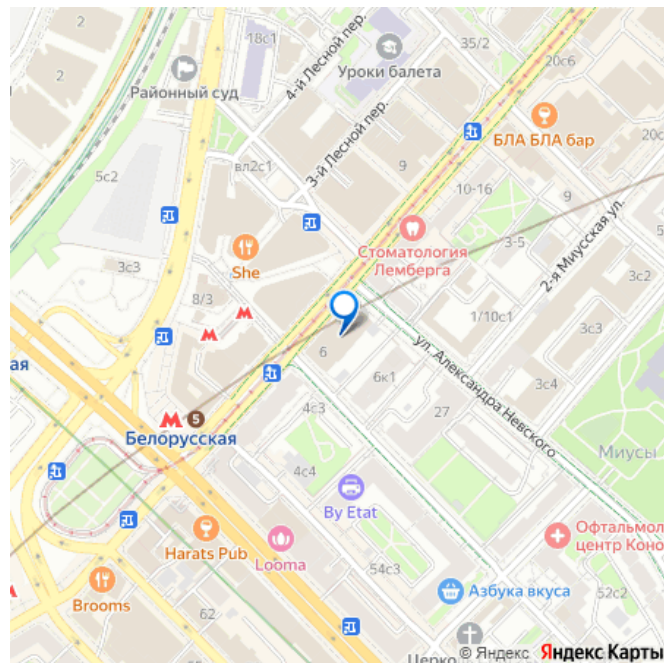 2
18с1
35/2
20с6
Уроки балета
Районный суд
4-й Лесной пер.
БЛА БЛА бар
2
3-й Лесной пер.
9
20с
5с2
вл2с1
10-16
9
2-я Миусская ул.
Стоматология
Лемберга
3-5
She
3с3
3с2
8/3
1/10с1
3с3
6
ул. Александра Невского
ая
6к1
3с4
5
Белорусская
4с3
27
Миусы
4с4
By Etat
Офтальмол
центр Коно
Harats Pub
Looma
54с3
Brooms
Азбука вкуса
52с2
62
Церко
© Яндекс Яндекс Карты